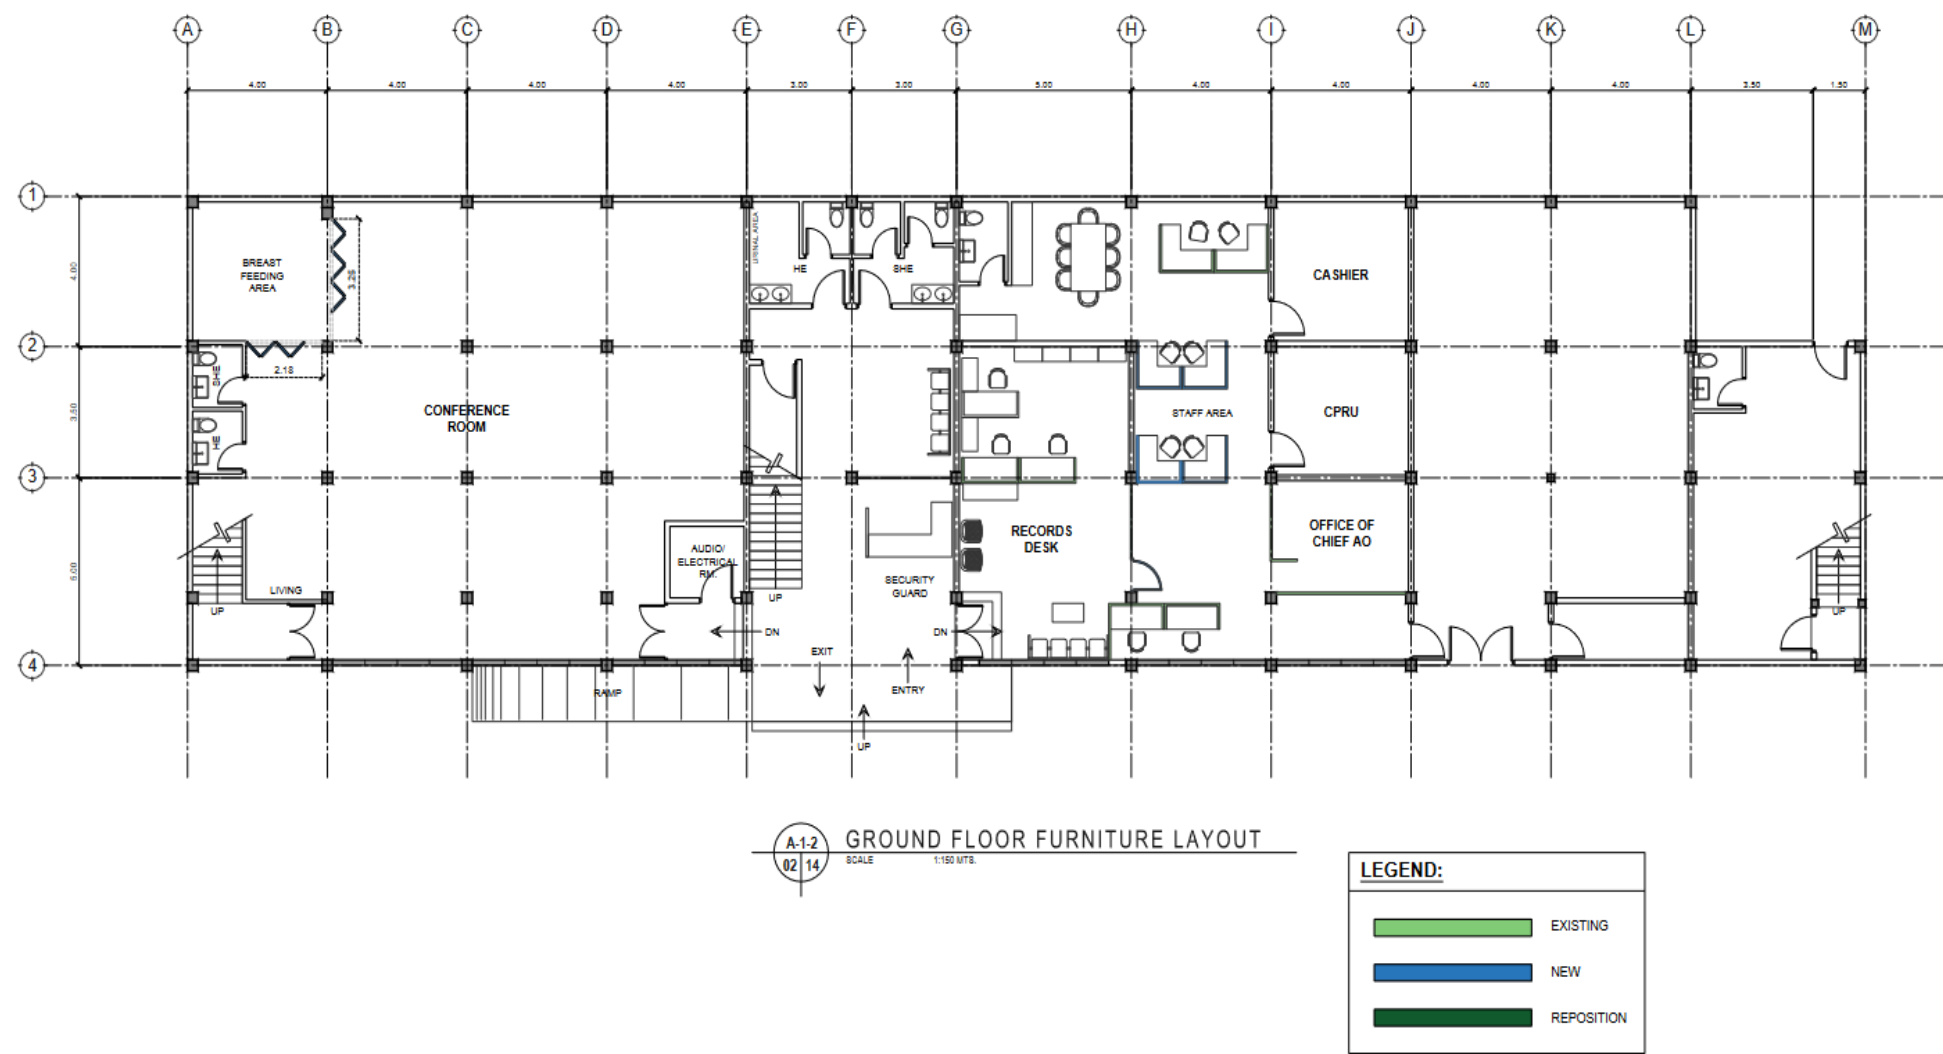 A B C D E F G H I J K L M
4.00 4.00 4.00 4.00 3.00 3.00 5.00 4.00 4.00 4.00 4.00 3.50 1.50
1
4.00
2
3.50
3
5.00
4
BREAST
FEEDING
AREA
3.26
2.18
SHE
HE
CONFERENCE
ROOM
LIVING
UP
AUDIO/
ELECTRICAL
RM.
URINAL AREA
HE
SHE
UP
DN
EXIT
ENTRY
UP
RAMP
SECURITY
GUARD
DN
RECORDS
DESK
STAFF AREA
CASHIER
CPRU
OFFICE OF
CHIEF AO
UP
A-1-2
02 14
GROUND FLOOR FURNITURE LAYOUT
SCALE 1:150 MTS.
LEGEND:
EXISTING
NEW
REPOSITION